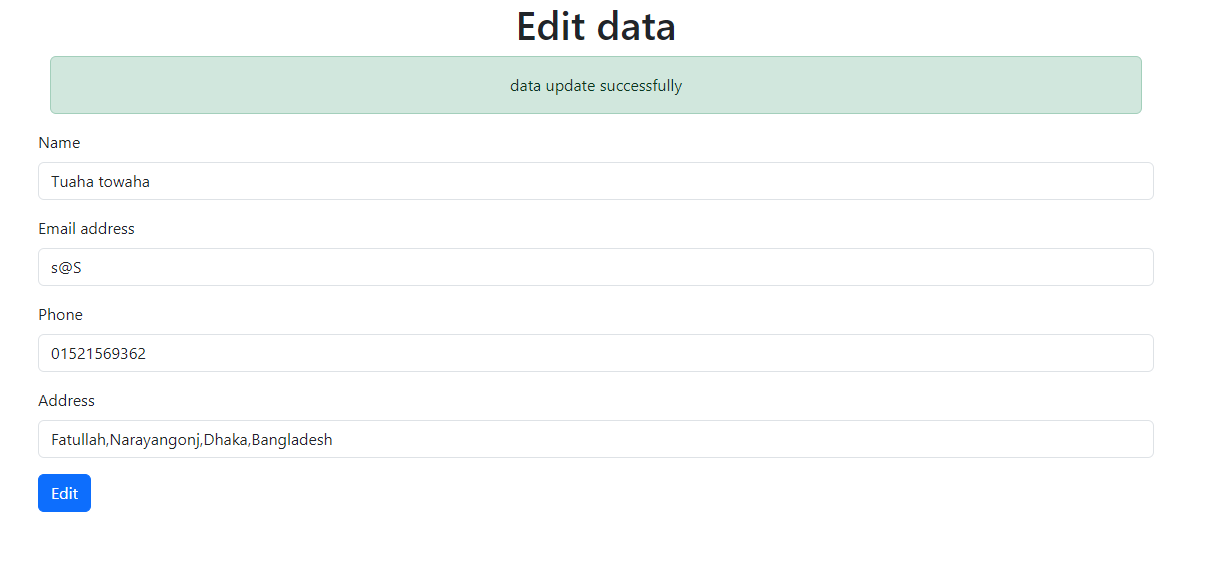 Edit data
data update successfully
Name
Tuaha towaha
Email address
s@S
Phone
01521569362
Address
Fatullah,Narayangonj,Dhaka,Bangladesh
Edit